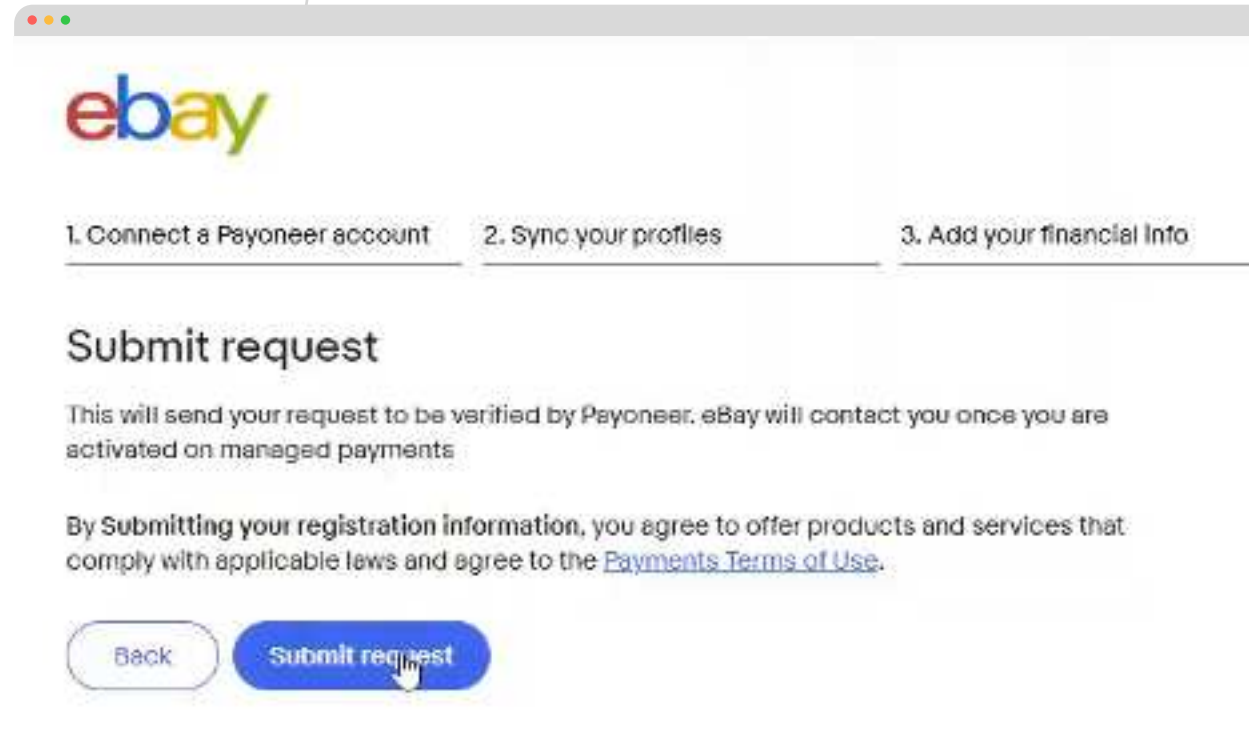 ebay
1. Connect a Payoneer account
2. Sync your profiles
3. Add your financial info
Submit request
This will send your request to be verified by Payoneer. eBay will contact you once you are
activated on managed payments
By Submitting your registration information, you agree to offer products and services that
comply with applicable laws and agree to the Payments Terms of Use.
Back
Submit request